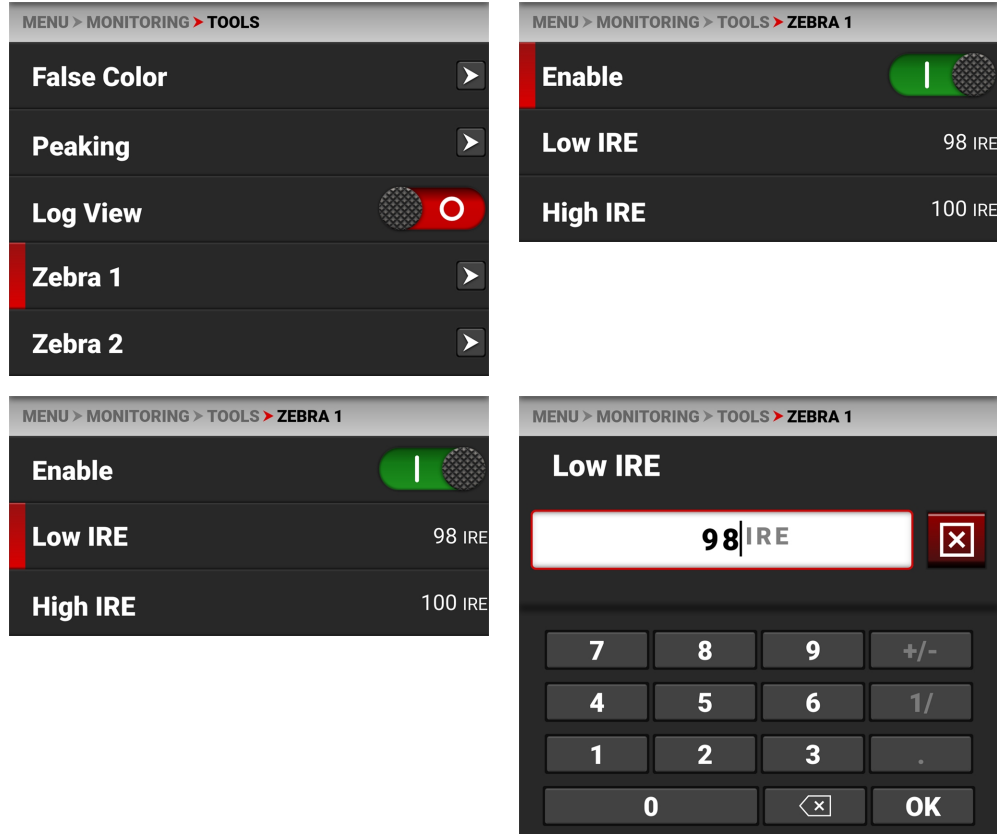 MENU > MONITORING > TOOLS
False Color
Peaking
Log View
Zebra 1
Zebra 2
MENU > MONITORING > TOOLS > ZEBRA 1
Enable
Low IRE 98 IRE
High IRE 100 IRE
MENU > MONITORING > TOOLS > ZEBRA 1
Enable
Low IRE 98 IRE
High IRE 100 IRE
MENU > MONITORING > TOOLS > ZEBRA 1
Low IRE
98 IRE
7 8 9 +/-
4 5 6 1/
1 2 3 .
0 OK